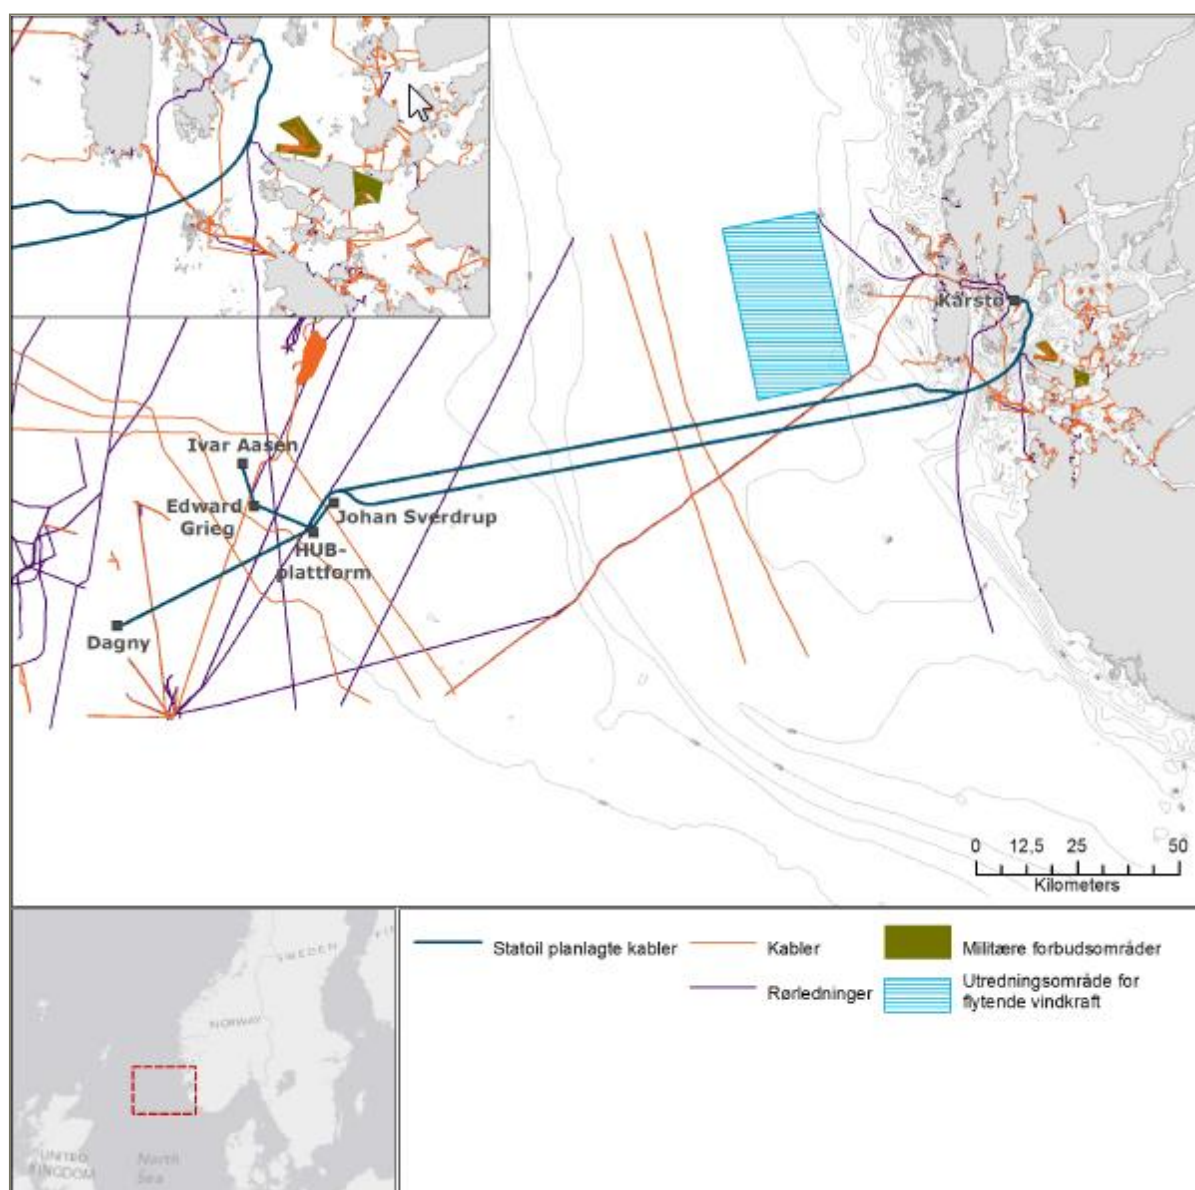 Kårstø
Ivar Aasen
Edward
Grieg
Johan Sverdrup
HUB-
plattform
Dagny
0 12,5 25 50
Kilometers
SWEDEN
NORWAY
UNITED
KINGDOM
North
Sea
Statoil planlagte kabler
Kabler
Rørledninger
Militære forbudsområder
Utredningsområde for
flytende vindkraft